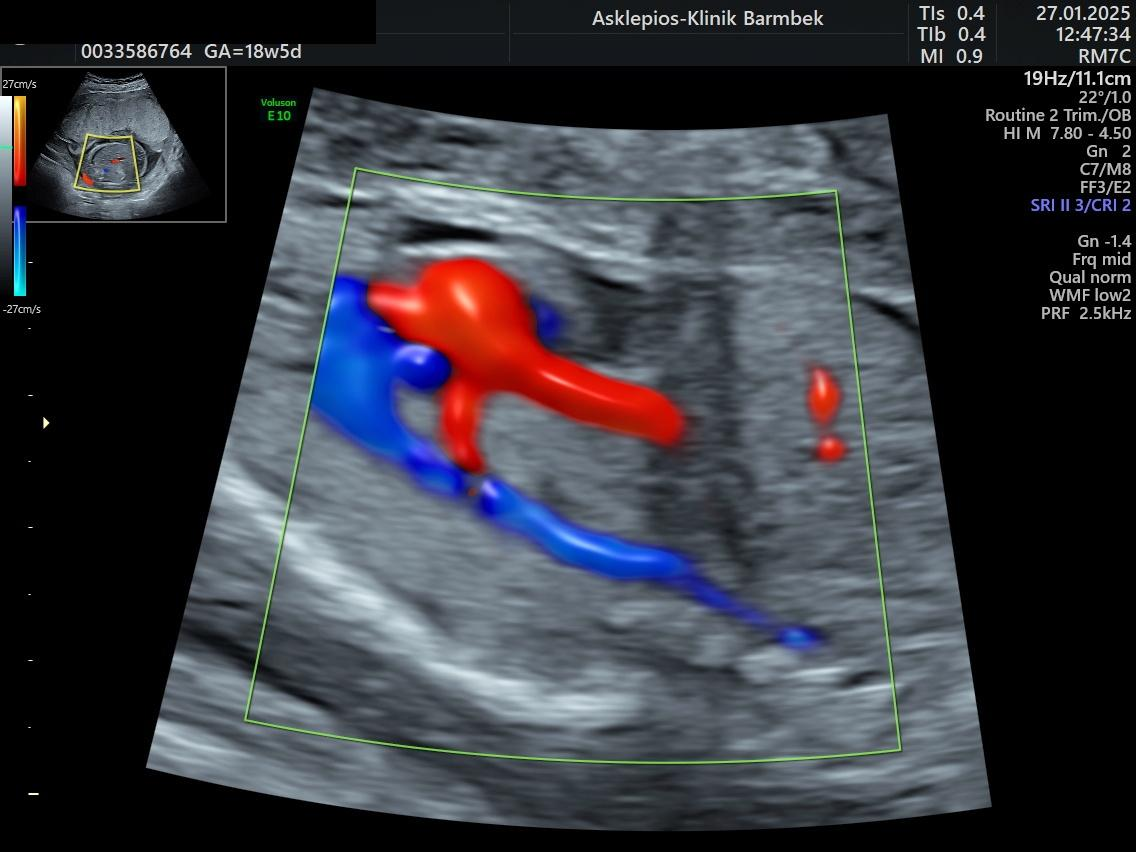 Asklepios-Klinik Barmbek
TIs 0.4
TIb 0.4
MI 0.9
27.01.2025
12:47:34
RM7C
0033586764 GA=18w5d
19Hz/11.1cm
22°/1.0
Routine 2 Trim./OB
HI M 7.80 - 4.50
Gn 2
C7/M8
FF3/E2
SRI II 3/CRI 2
Gn -1.4
Frq mid
Qual norm
WMF low2
PRF 2.5kHz
27cm/s
-27cm/s
Voluson
E10